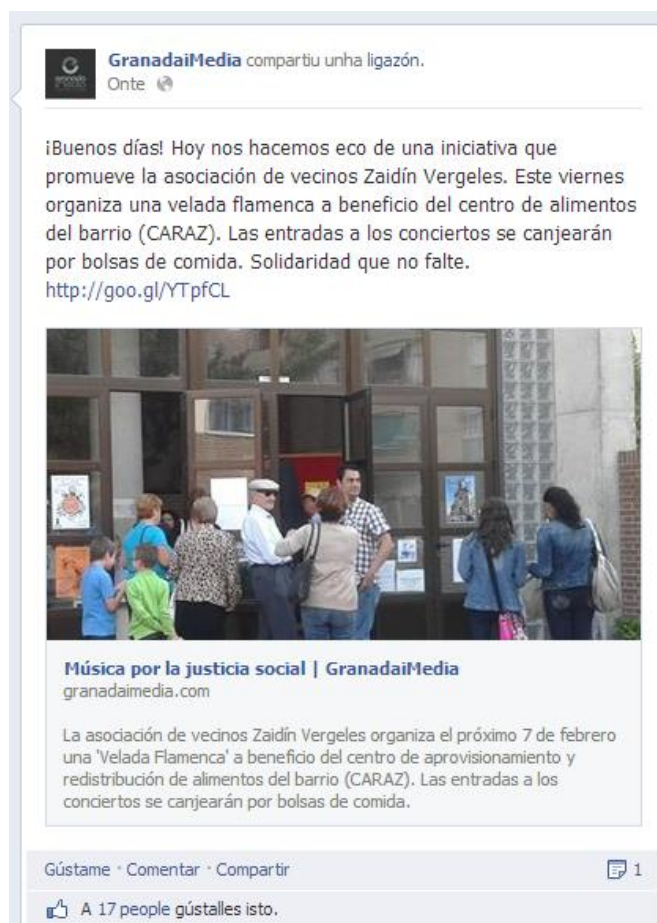 GranadaiMedia compartiu unha ligazón.
Onte
¡Buenos días! Hoy nos hacemos eco de una iniciativa que
promueve la asociación de vecinos Zaidín Vergeles. Este viernes
organiza una velada flamenca a beneficio del centro de alimentos
del barrio (CARAZ). Las entradas a los conciertos se canjearán
por bolsas de comida. Solidaridad que no falte.
http://goo.gl/YTpfCL
Música por la justicia social | GranadaiMedia
granadaimedia.com
La asociación de vecinos Zaidín Vergeles organiza el próximo 7 de febrero
una 'Velada Flamenca' a beneficio del centro de aprovisionamiento y
redistribución de alimentos del barrio (CARAZ). Las entradas a los
conciertos se canjearán por bolsas de comida.
Gústame · Comentar · Compartir 1
A 17 people gústalles isto.